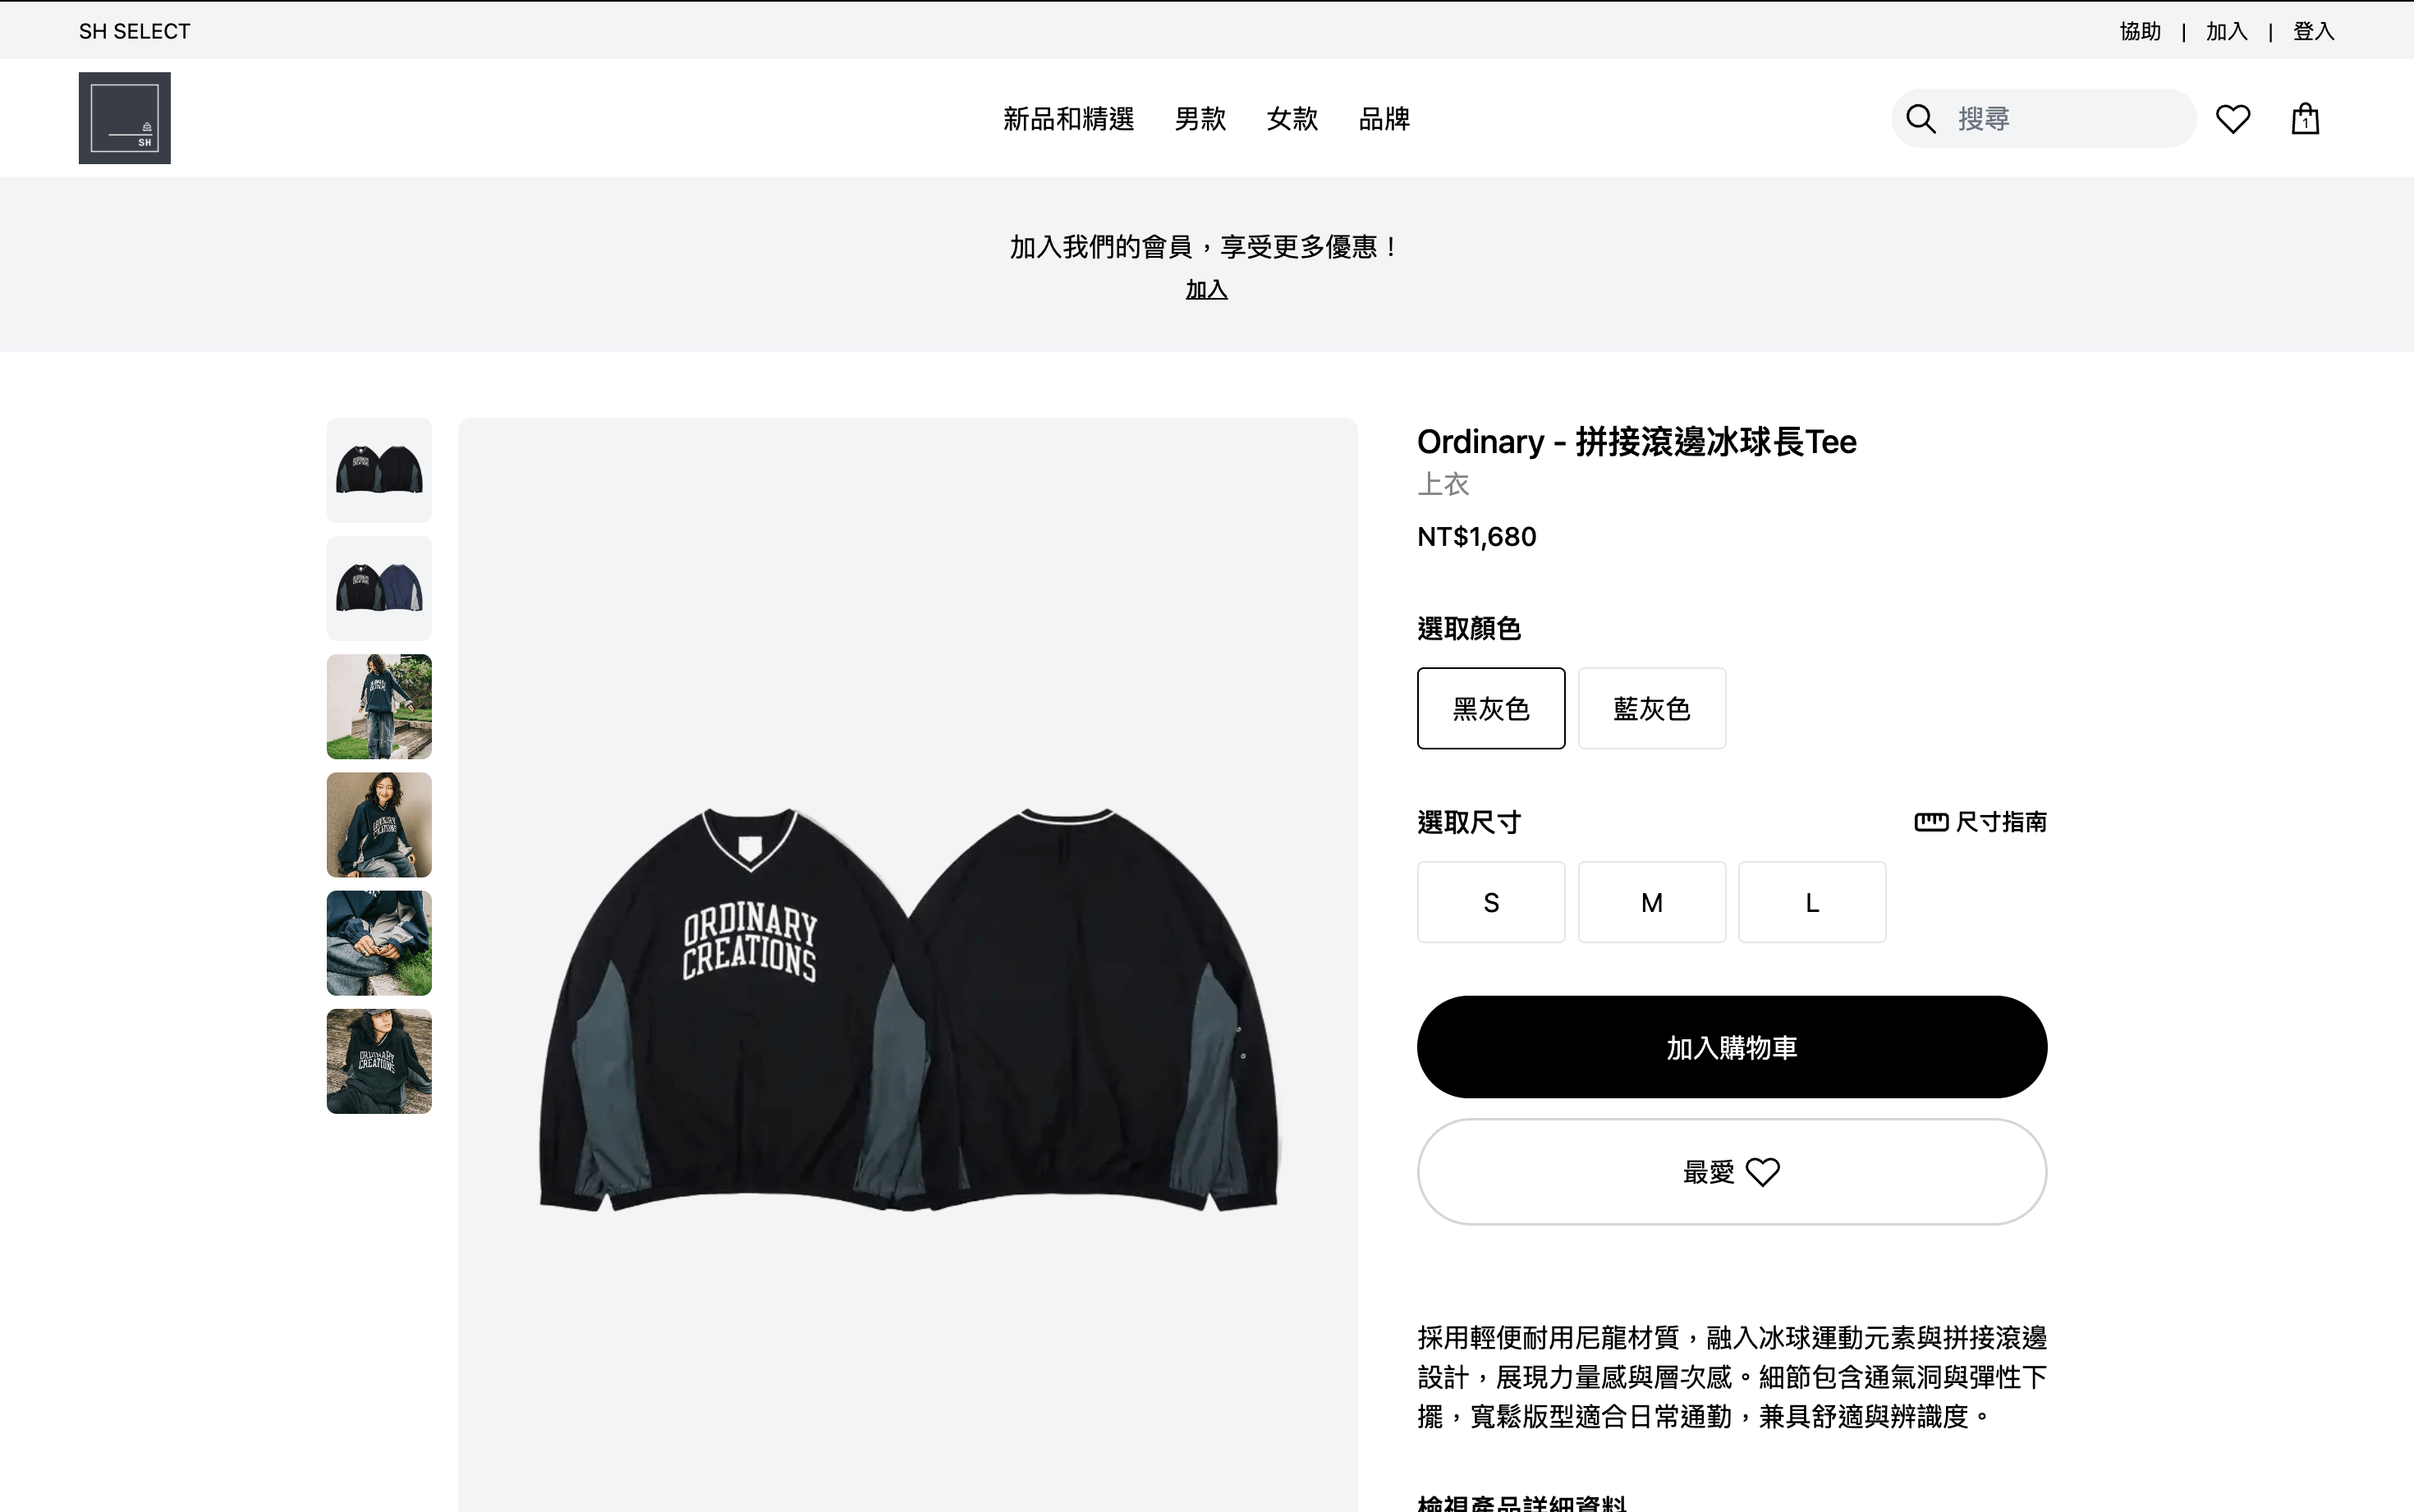 SH SELECT
協助 | 加入 | 登入
SH
新品和精選 男款 女款 品牌
搜尋
1
加入我們的會員，享受更多優惠！
加入
Ordinary - 拼接滾邊冰球長Tee
上衣
NT$1,680
選取顏色
黑灰色 藍灰色
選取尺寸
尺寸指南
S M L
加入購物車
最愛
ORDINARY
CREATIONS
採用輕便耐用尼龍材質，融入冰球運動元素與拼接滾邊
設計，展現力量感與層次感。細節包含通氣洞與彈性下
擺，寬鬆版型適合日常通勤，兼具舒適與辨識度。
檢視產品詳細資料